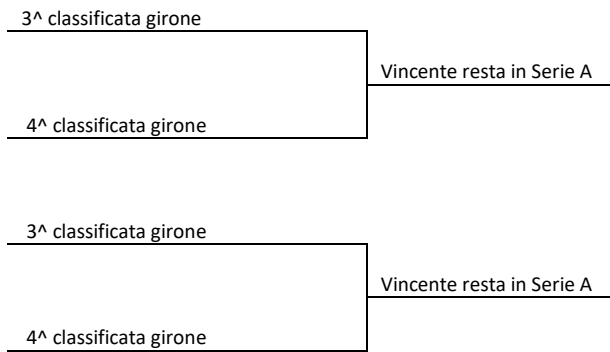 3^ classificata girone
Vincente resta in Serie A
4^ classificata girone
3^ classificata girone
Vincente resta in Serie A
4^ classificata girone